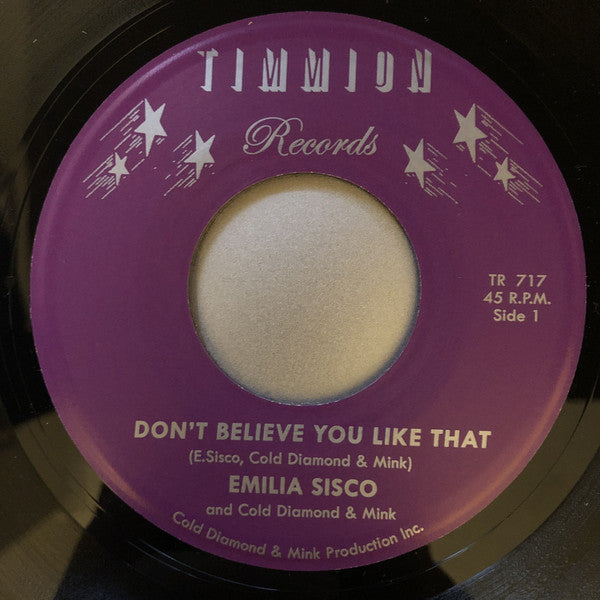 TIMMION
Records
TR 717
45 R.P.M.
Side 1
DON'T BELIEVE YOU LIKE THAT
(E.Sisco, Cold Diamond & Mink)
EMILIA SISCO
and Cold Diamond & Mink
Cold Diamond & Mink Production Inc.